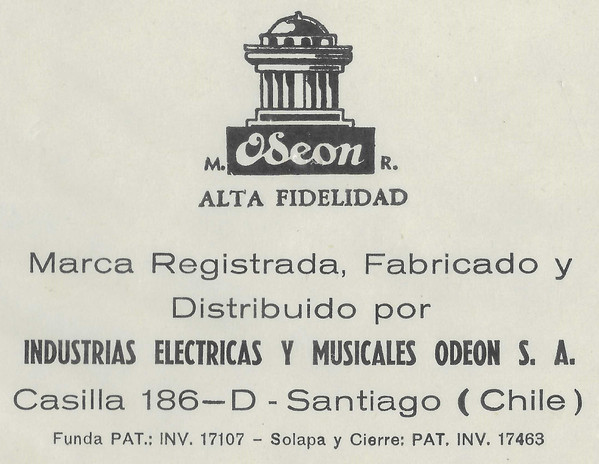 M. Odeon R.
ALTA FIDELIDAD
Marca Registrada, Fabricado y
Distribuido por
INDUSTRIAS ELECTRICAS Y MUSICALES ODEON S. A.
Casilla 186-D - Santiago ( Chile )
Funda PAT.: INV. 17107 - Solapa y Cierre: PAT. INV. 17463